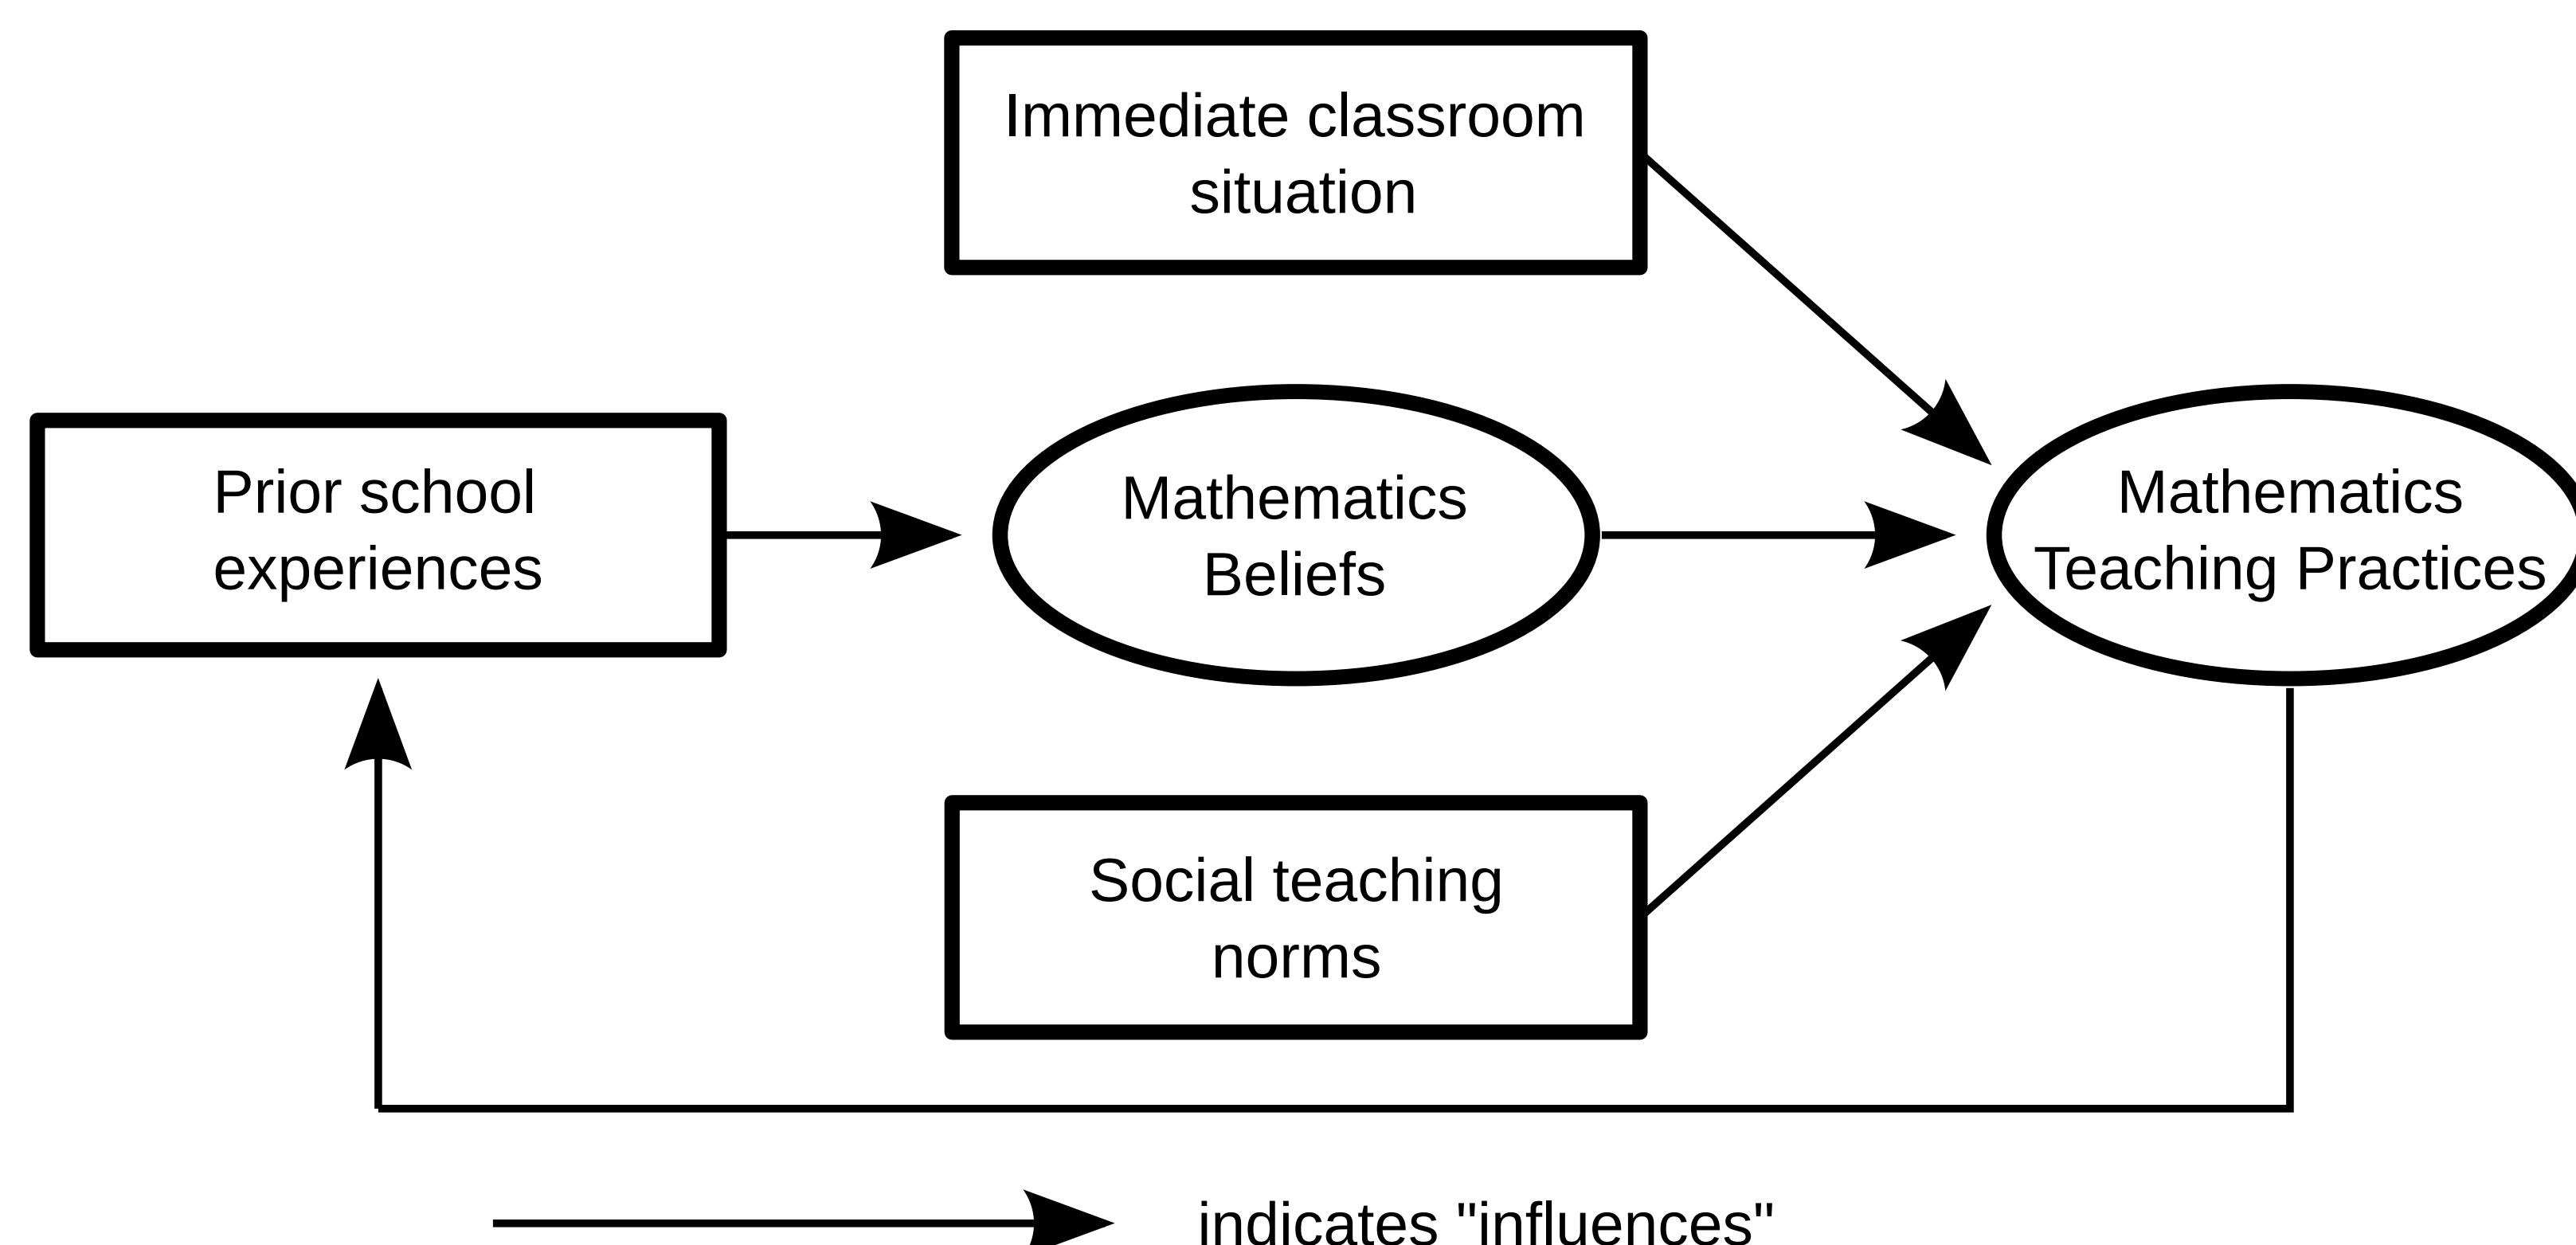 Immediate classroom
situation
Prior school
experiences
Mathematics
Beliefs
Mathematics
Teaching Practices
Social teaching
norms
indicates "influences"